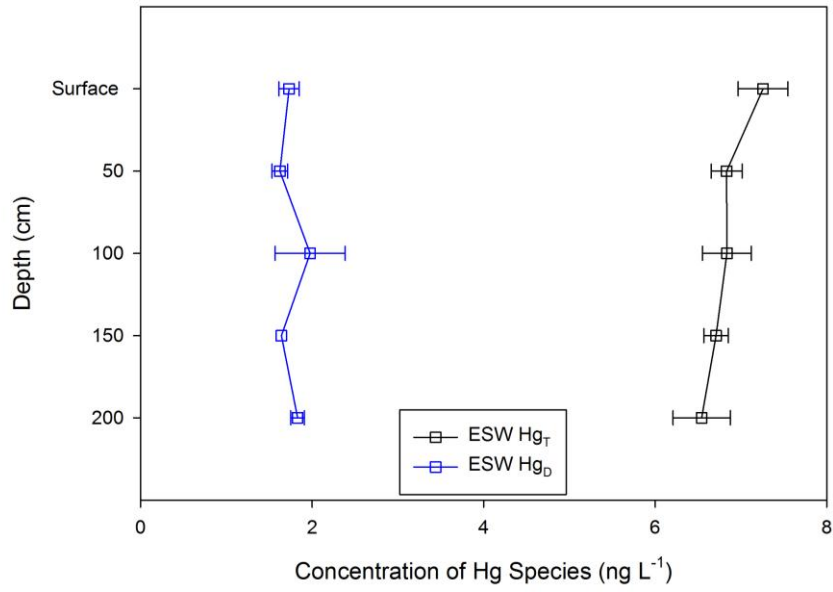 Surface
50
100
150
200
Depth (cm)
ESW Hg_T
ESW Hg_D
0 2 4 6 8
Concentration of Hg Species (ng L⁻¹)